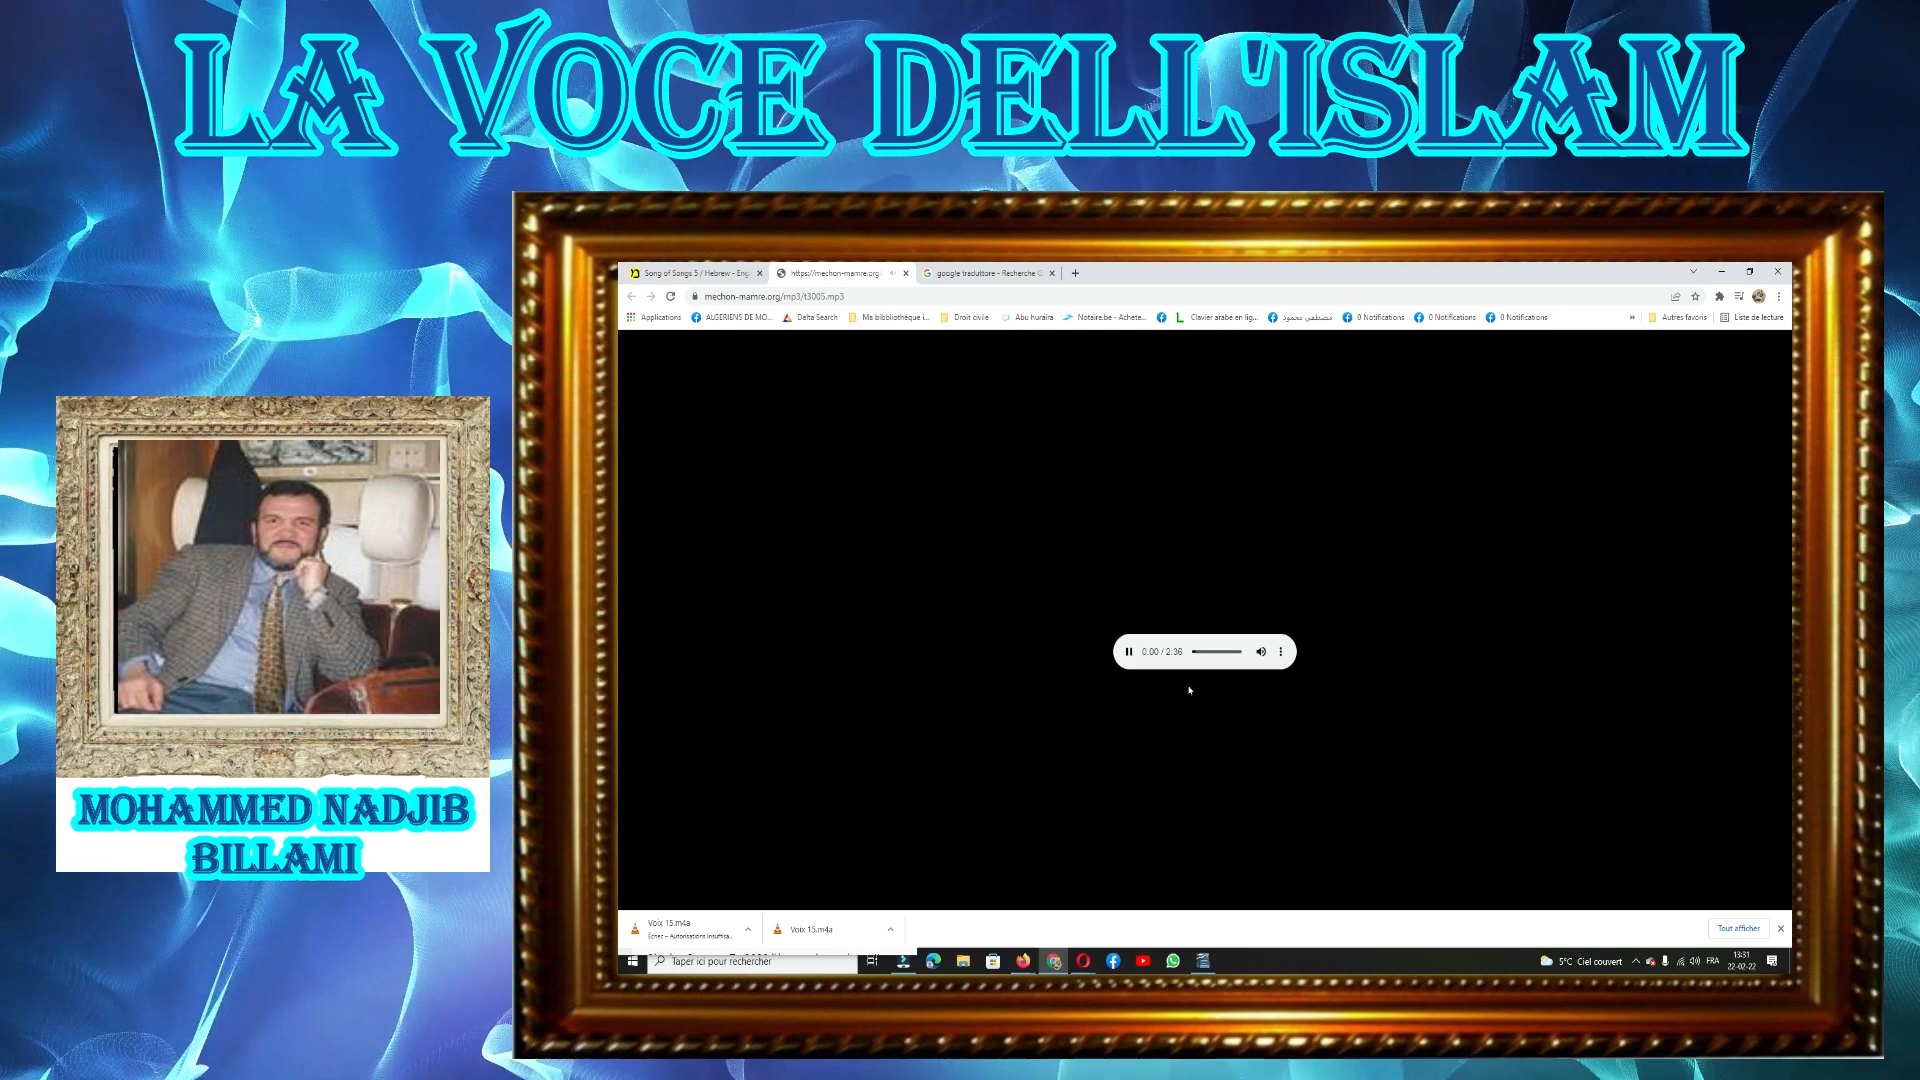 LA VOCE DELL'ISLAM
Song of Songs 5 / Hebrew - Eng
https://mechon-mamre.org/
google traduttore - Recherche G
mechon-mamre.org/mp3/t3005.mp3
Applications
ALGERIENS DE MO...
Delta Search
Ma bibbliothéque i...
Droit civile
Abu huraira
Notaire.be - Achete...
Clavier arabe en lig...
مصطفى محمود
0 Notifications
0 Notifications
0 Notifications
»
Autres favoris
Liste de lecture
0:00 / 2:36
MOHAMMED NADJIB
BILLAMI
Voix 15.m4a
Échec – Autorisations insuffisa...
Voix 15.m4a
Tout afficher
Taper ici pour rechercher
5°C Ciel couvert
FRA
13:31
22-02-22